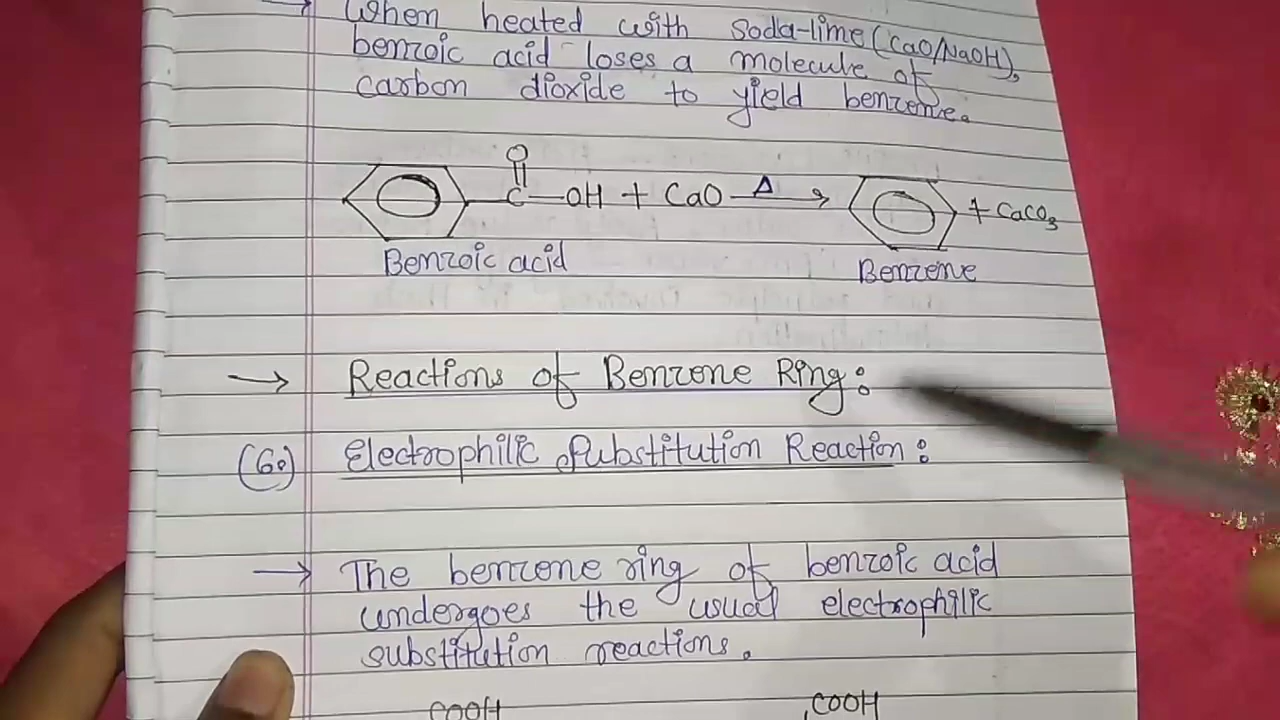 When heated with soda-lime (CaO/NaOH),
benzoic acid loses a molecule of
carbon dioxide to yield benzene.
O
C-OH + CaO Δ → + CaCO₃
Benzoic acid Benzene
→ Reactions of Benzene Ring:
(6.) Electrophilic Substitution Reaction:
→ The benzene ring of benzoic acid
undergoes the usual electrophilic
substitution reactions.
COOH COOH